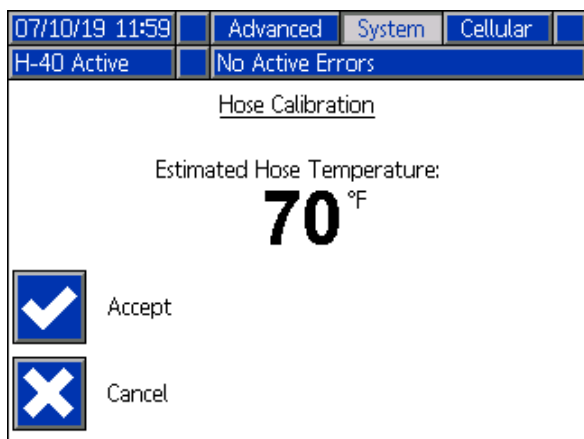 07/10/19 11:59 Advanced System Cellular
H-40 Active No Active Errors
Hose Calibration
Estimated Hose Temperature:
70 °F
Accept
Cancel